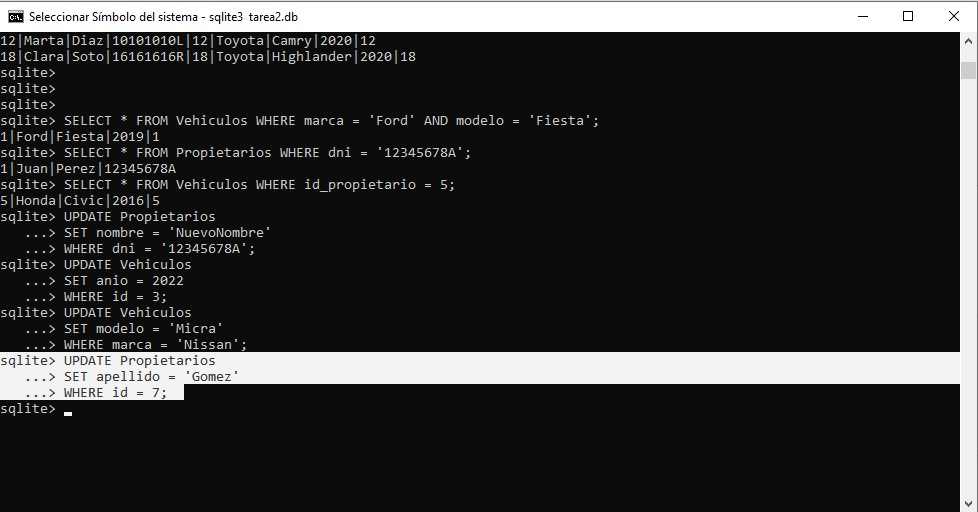 Seleccionar Símbolo del sistema - sqlite3 tarea2.db
12|Marta|Diaz|10101010L|12|Toyota|Camry|2020|12
18|Clara|Soto|16161616R|18|Toyota|Highlander|2020|18
sqlite>
sqlite>
sqlite>
sqlite> SELECT * FROM Vehiculos WHERE marca = 'Ford' AND modelo = 'Fiesta';
1|Ford|Fiesta|2019|1
sqlite> SELECT * FROM Propietarios WHERE dni = '12345678A';
1|Juan|Perez|12345678A
sqlite> SELECT * FROM Vehiculos WHERE id_propietario = 5;
5|Honda|Civic|2016|5
sqlite> UPDATE Propietarios
   ...> SET nombre = 'NuevoNombre'
   ...> WHERE dni = '12345678A';
sqlite> UPDATE Vehiculos
   ...> SET anio = 2022
   ...> WHERE id = 3;
sqlite> UPDATE Vehiculos
   ...> SET modelo = 'Micra'
   ...> WHERE marca = 'Nissan';
sqlite> UPDATE Propietarios
   ...> SET apellido = 'Gomez'
   ...> WHERE id = 7;
sqlite>